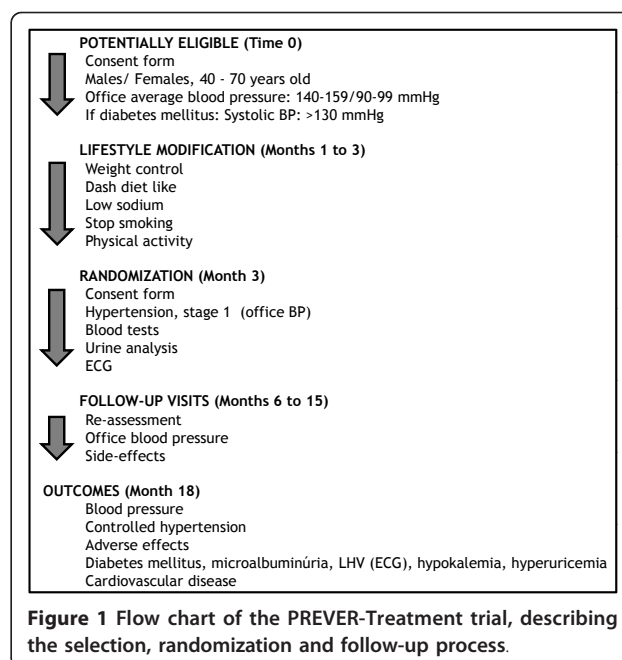 POTENTIALLY ELIGIBLE (Time 0)
Consent form
Males/ Females, 40 - 70 years old
Office average blood pressure: 140-159/90-99 mmHg
If diabetes mellitus: Systolic BP: >130 mmHg
LIFESTYLE MODIFICATION (Months 1 to 3)
Weight control
Dash diet like
Low sodium
Stop smoking
Physical activity
RANDOMIZATION (Month 3)
Consent form
Hypertension, stage 1 (office BP)
Blood tests
Urine analysis
ECG
FOLLOW-UP VISITS (Months 6 to 15)
Re-assessment
Office blood pressure
Side-effects
OUTCOMES (Month 18)
Blood pressure
Controlled hypertension
Adverse effects
Diabetes mellitus, microalbuminúria, LHV (ECG), hypokalemia, hyperuricemia
Cardiovascular disease
Figure 1 Flow chart of the PREVER-Treatment trial, describing
the selection, randomization and follow-up process.